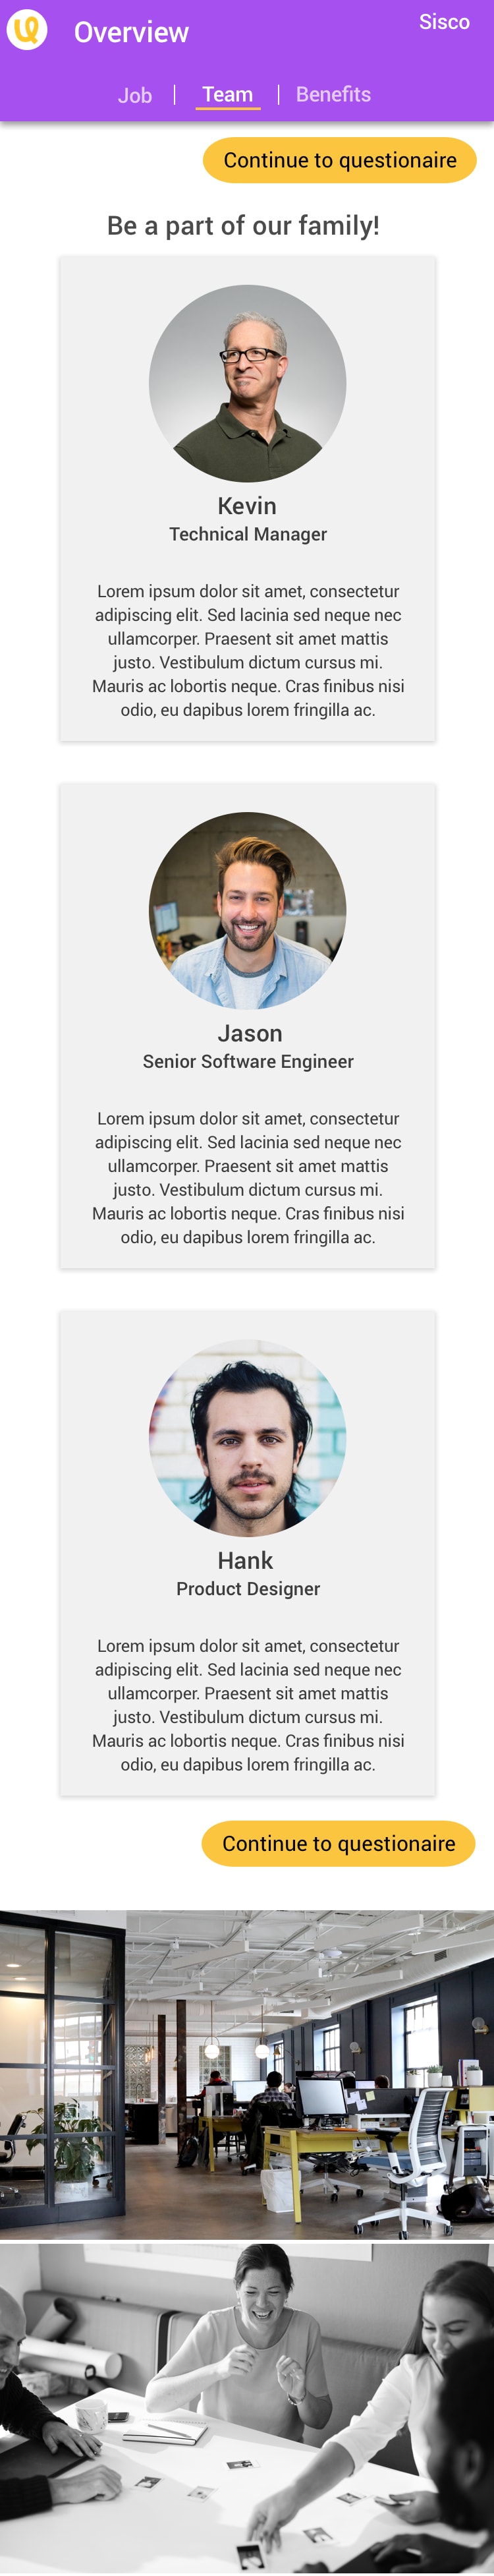 Overview
Sisco
Job
Team
Benefits
Continue to questionaire
Be a part of our family!
Kevin
Technical Manager
Lorem ipsum dolor sit amet, consectetur
adipiscing elit. Sed lacinia sed neque nec
ullamcorper. Praesent sit amet mattis
justo. Vestibulum dictum cursus mi.
Mauris ac lobortis neque. Cras finibus nisi
odio, eu dapibus lorem fringilla ac.
Jason
Senior Software Engineer
Lorem ipsum dolor sit amet, consectetur
adipiscing elit. Sed lacinia sed neque nec
ullamcorper. Praesent sit amet mattis
justo. Vestibulum dictum cursus mi.
Mauris ac lobortis neque. Cras finibus nisi
odio, eu dapibus lorem fringilla ac.
Hank
Product Designer
Lorem ipsum dolor sit amet, consectetur
adipiscing elit. Sed lacinia sed neque nec
ullamcorper. Praesent sit amet mattis
justo. Vestibulum dictum cursus mi.
Mauris ac lobortis neque. Cras finibus nisi
odio, eu dapibus lorem fringilla ac.
Continue to questionaire